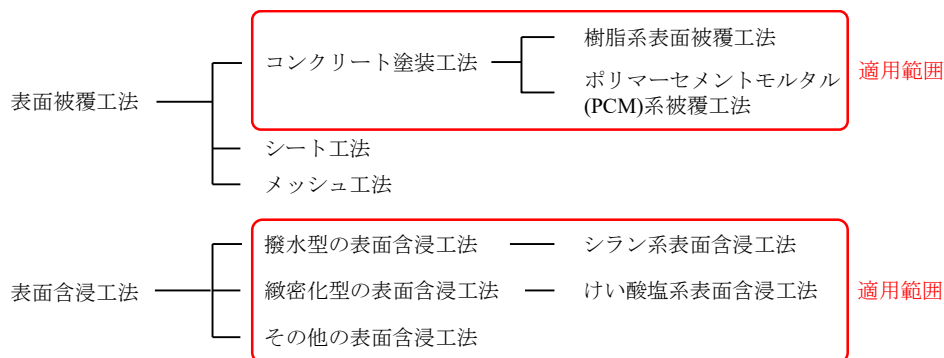 樹脂系表面被覆工法
コンクリート塗装工法
ポリマーセメントモルタル
(PCM)系被覆工法
適用範囲
表面被覆工法
シート工法
メッシュ工法
撥水型の表面含浸工法
シラン系表面含浸工法
表面含浸工法
緻密化型の表面含浸工法
けい酸塩系表面含浸工法
適用範囲
その他の表面含浸工法